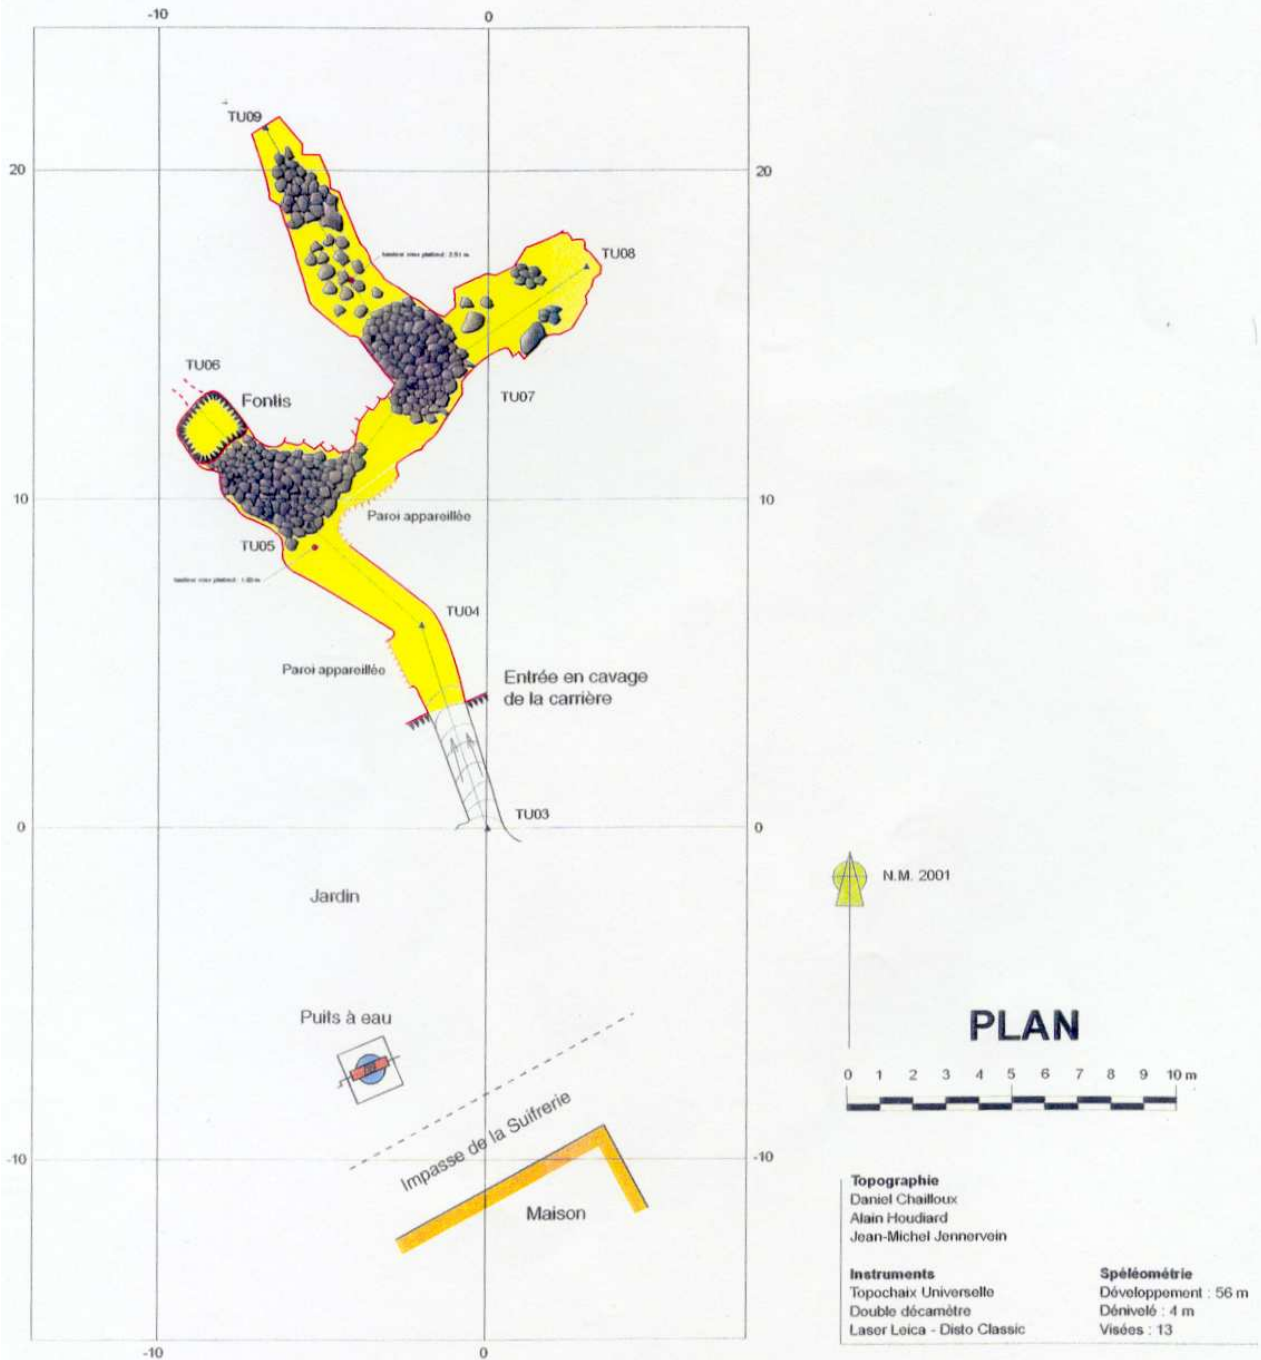 -10
0
TU09
20
20
TU08
TU06
Fontis
TU07
10
10
Paroi appareillée
TU05
TU04
Paroi appareillée
Entrée en cavage
de la carrière
TU03
0
0
Jardin
N.M. 2001
Puits à eau
PLAN
0 1 2 3 4 5 6 7 8 9 10 m
Impasse de la Suifrerie
-10
-10
Maison
Topographie
Daniel Chailloux
Alain Houdiard
Jean-Michel Jennervein
Instruments
Topochaix Universelle
Double décamètre
Laser Leica - Disto Classic
Spéléométrie
Développement : 56 m
Dénivelé : 4 m
Visées : 13
-10
0